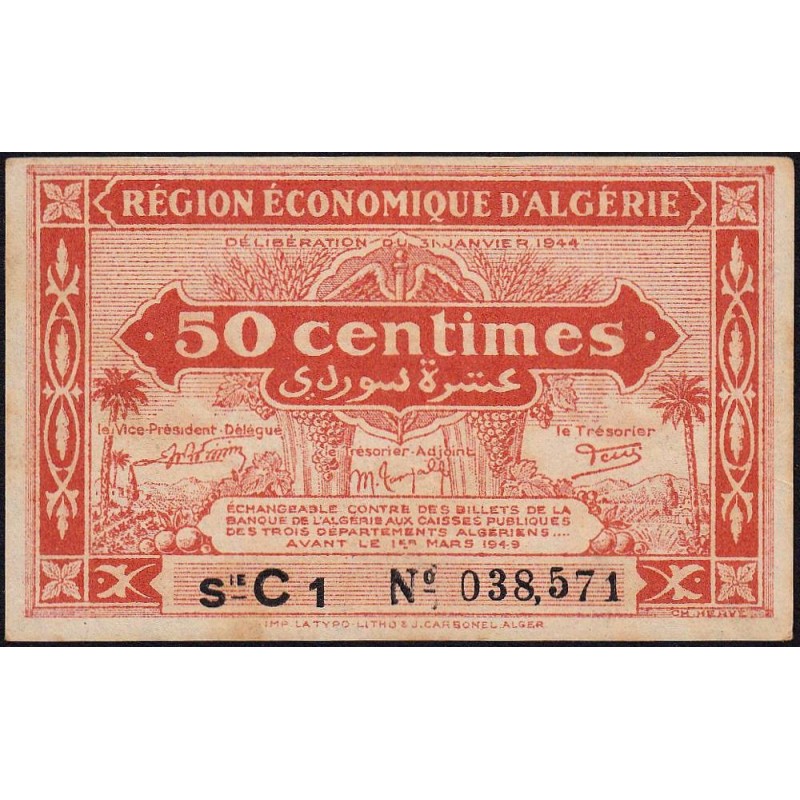 RÉGION ÉCONOMIQUE D'ALGÉRIE
DÉLIBÉRATION DU 31 JANVIER 1944
50 centimes
عشرة سوردي
le Vice-Président Délégué
le Trésorier-Adjoint
le Trésorier
ÉCHANGEABLE CONTRE DES BILLETS DE LA
BANQUE DE L'ALGERIE AUX CAISSES PUBLIQUES
DES TROIS DÉPARTEMENTS ALGÉRIENS....
AVANT LE 1ER MARS 1949
SIE C 1 No 038,571
CH. HERVÉ
IMP. LA TYPO-LITHO & J. CARBONEL. ALGER